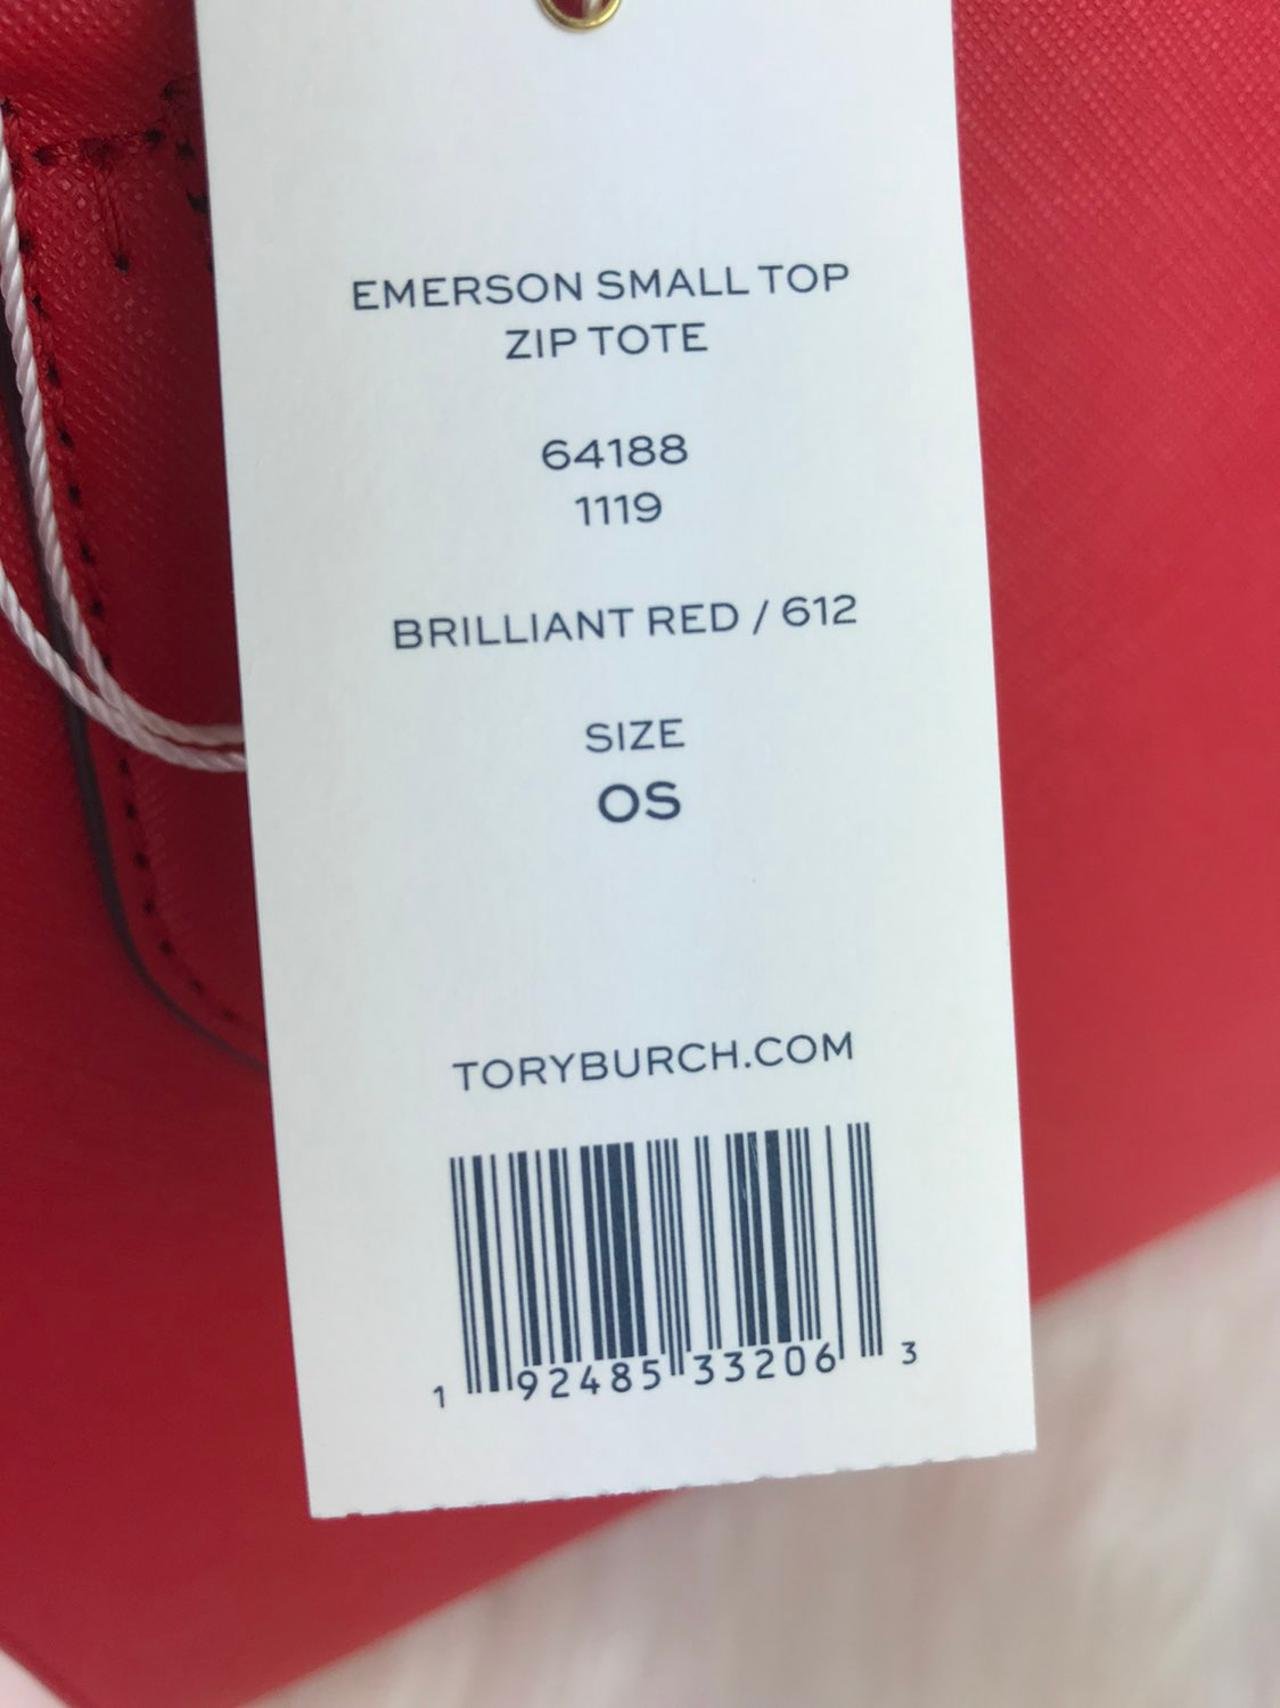 EMERSON SMALL TOP
ZIP TOTE
64188
1119
BRILLIANT RED / 612
SIZE
OS
TORYBURCH.COM
1 92485 33206 3